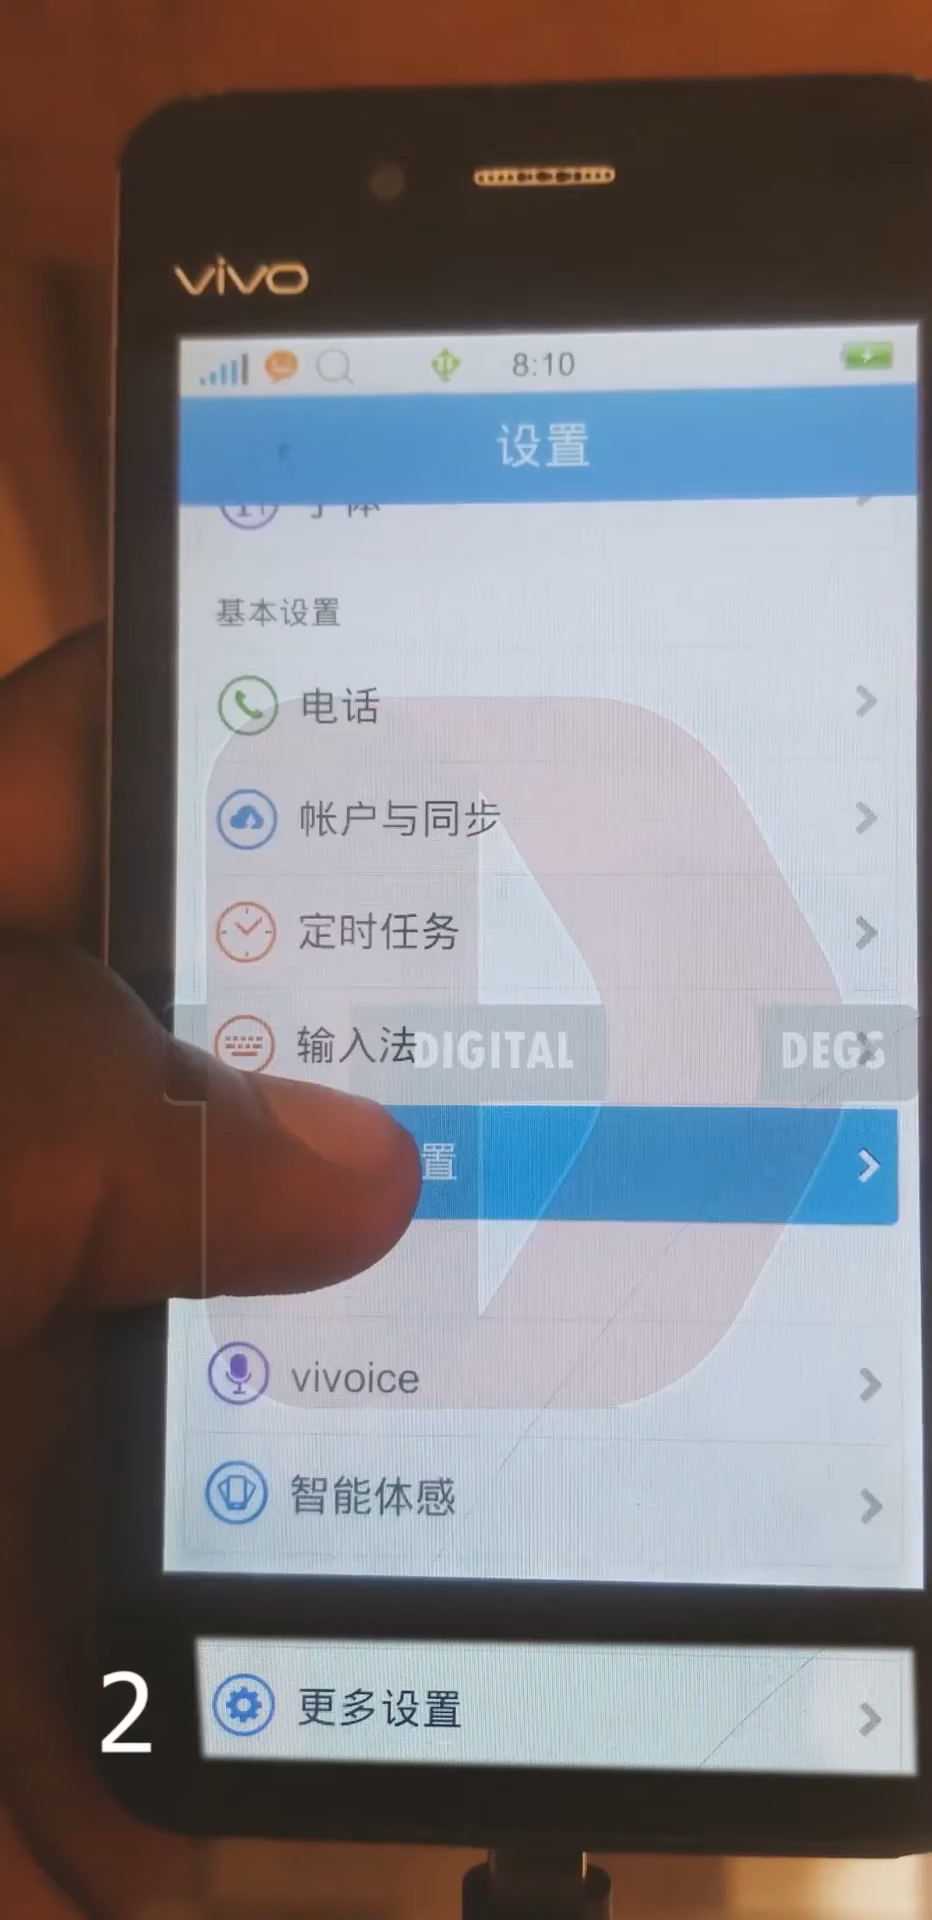 vivo
8:10
设置
基本设置
电话
帐户与同步
定时任务
输入法
DIGITAL DEGS
置
vivoice
智能体感
2
更多设置